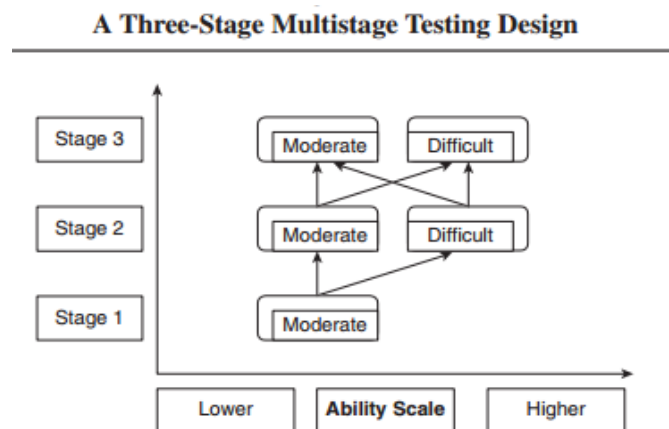 A Three-Stage Multistage Testing Design
Stage 3
Moderate
Difficult
Stage 2
Moderate
Difficult
Stage 1
Moderate
Lower
Ability Scale
Higher